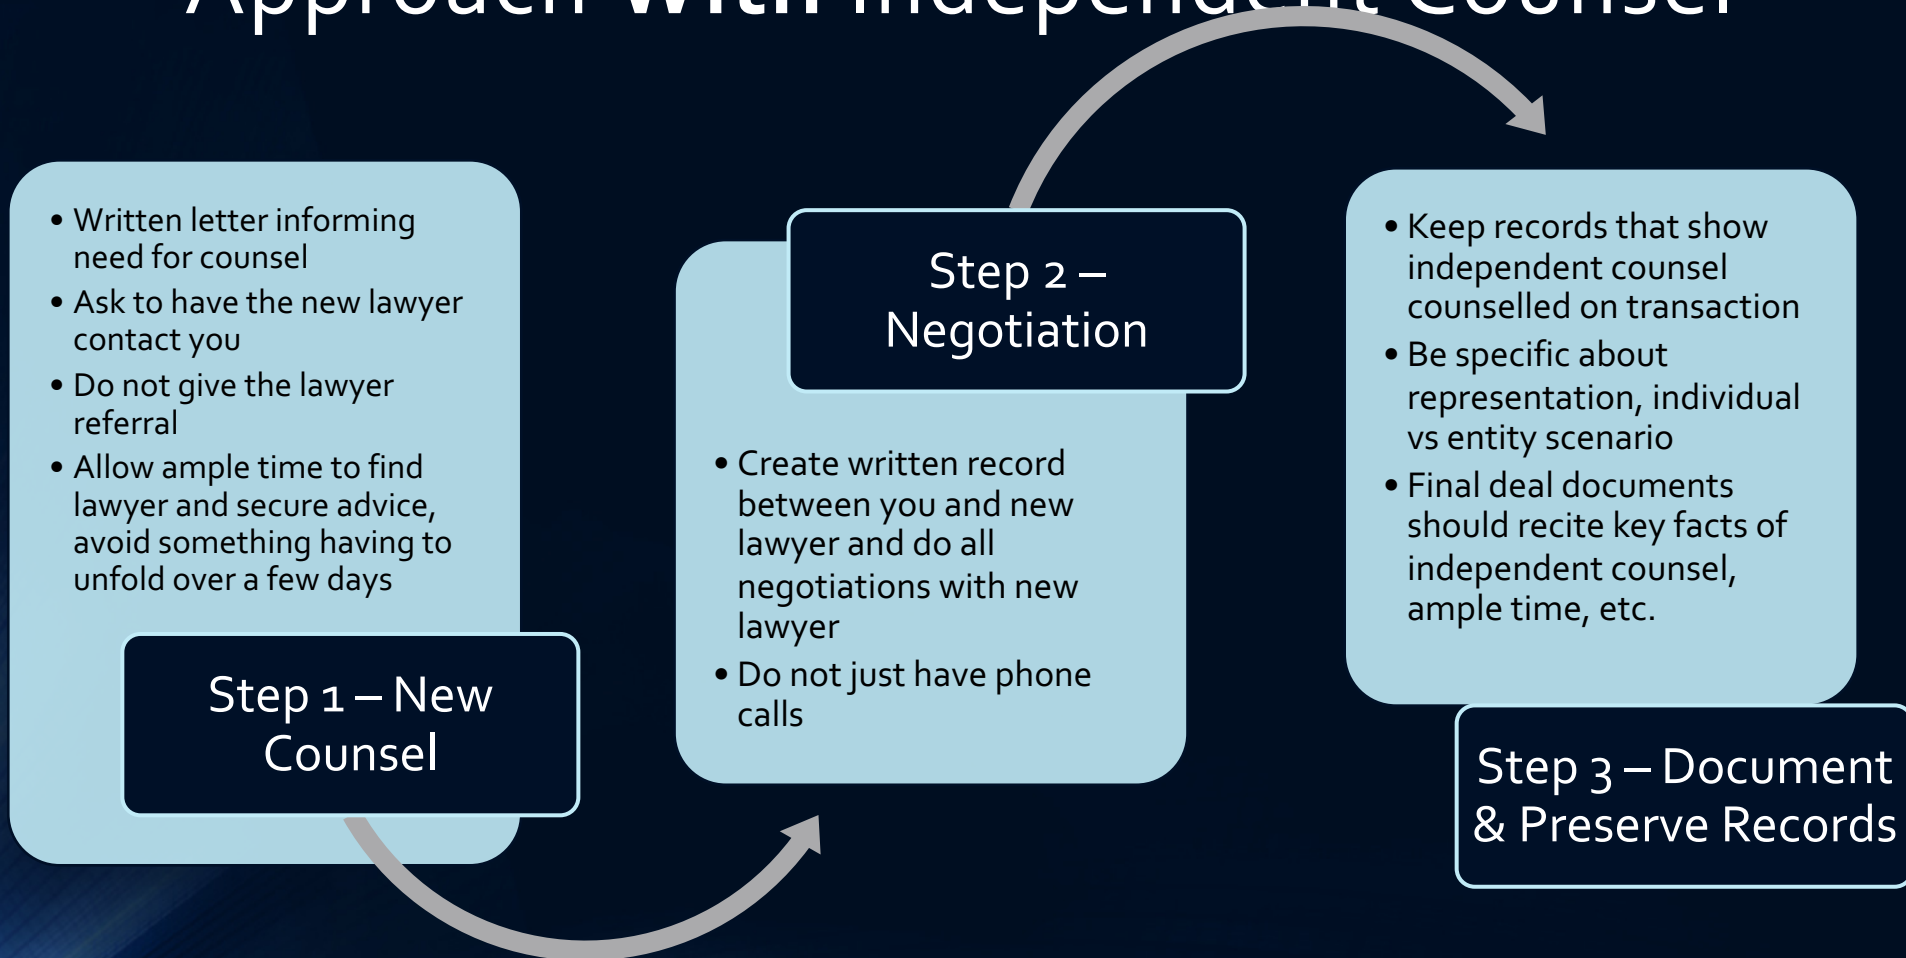 Approach With Independent Counsel
• Written letter informing
need for counsel
• Ask to have the new lawyer
contact you
• Do not give the lawyer
referral
• Allow ample time to find
lawyer and secure advice,
avoid something having to
unfold over a few days
Step 1 – New
Counsel
Step 2 –
Negotiation
• Create written record
between you and new
lawyer and do all
negotiations with new
lawyer
• Do not just have phone
calls
• Keep records that show
independent counsel
counselled on transaction
• Be specific about
representation, individual
vs entity scenario
• Final deal documents
should recite key facts of
independent counsel,
ample time, etc.
Step 3 – Document
& Preserve Records